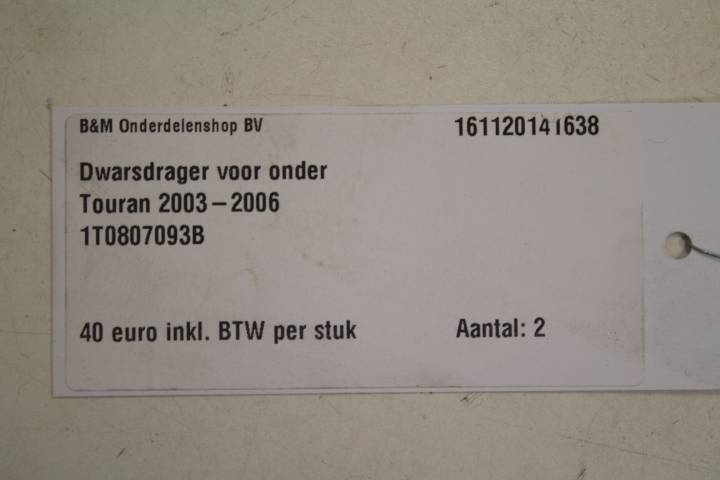 B&M Onderdelenshop BV 161120141638
Dwarsdrager voor onder
Touran 2003–2006
1T0807093B
40 euro inkl. BTW per stuk Aantal: 2